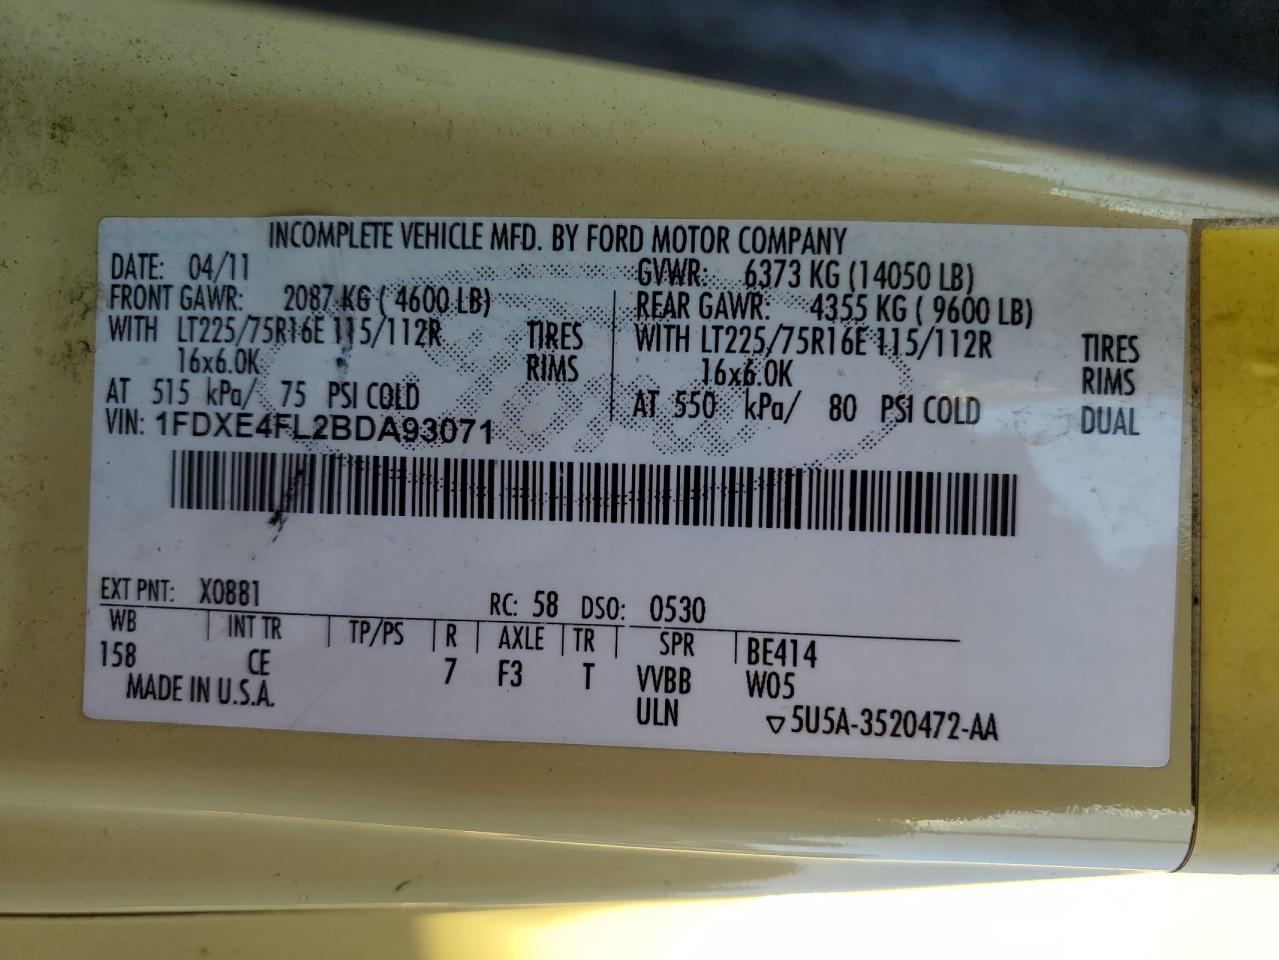 INCOMPLETE VEHICLE MFD. BY FORD MOTOR COMPANY
DATE: 04/11 GVWR: 6373 KG (14050 LB)
FRONT GAWR: 2087 KG ( 4600 LB) REAR GAWR: 4355 KG ( 9600 LB)
WITH LT225/75R16E 115/112R TIRES WITH LT225/75R16E 115/112R TIRES
16x6.0K RIMS 16x6.0K RIMS
AT 515 kPa/ 75 PSI COLD AT 550 kPa/ 80 PSI COLD DUAL
VIN: 1FDXE4FL2BDA93071
EXT PNT: X0881 RC: 58 DSO: 0530
WB INT TR TP/PS R AXLE TR SPR BE414
158 CE 7 F3 T VVBB W05
MADE IN U.S.A. ULN ▽5U5A-3520472-AA